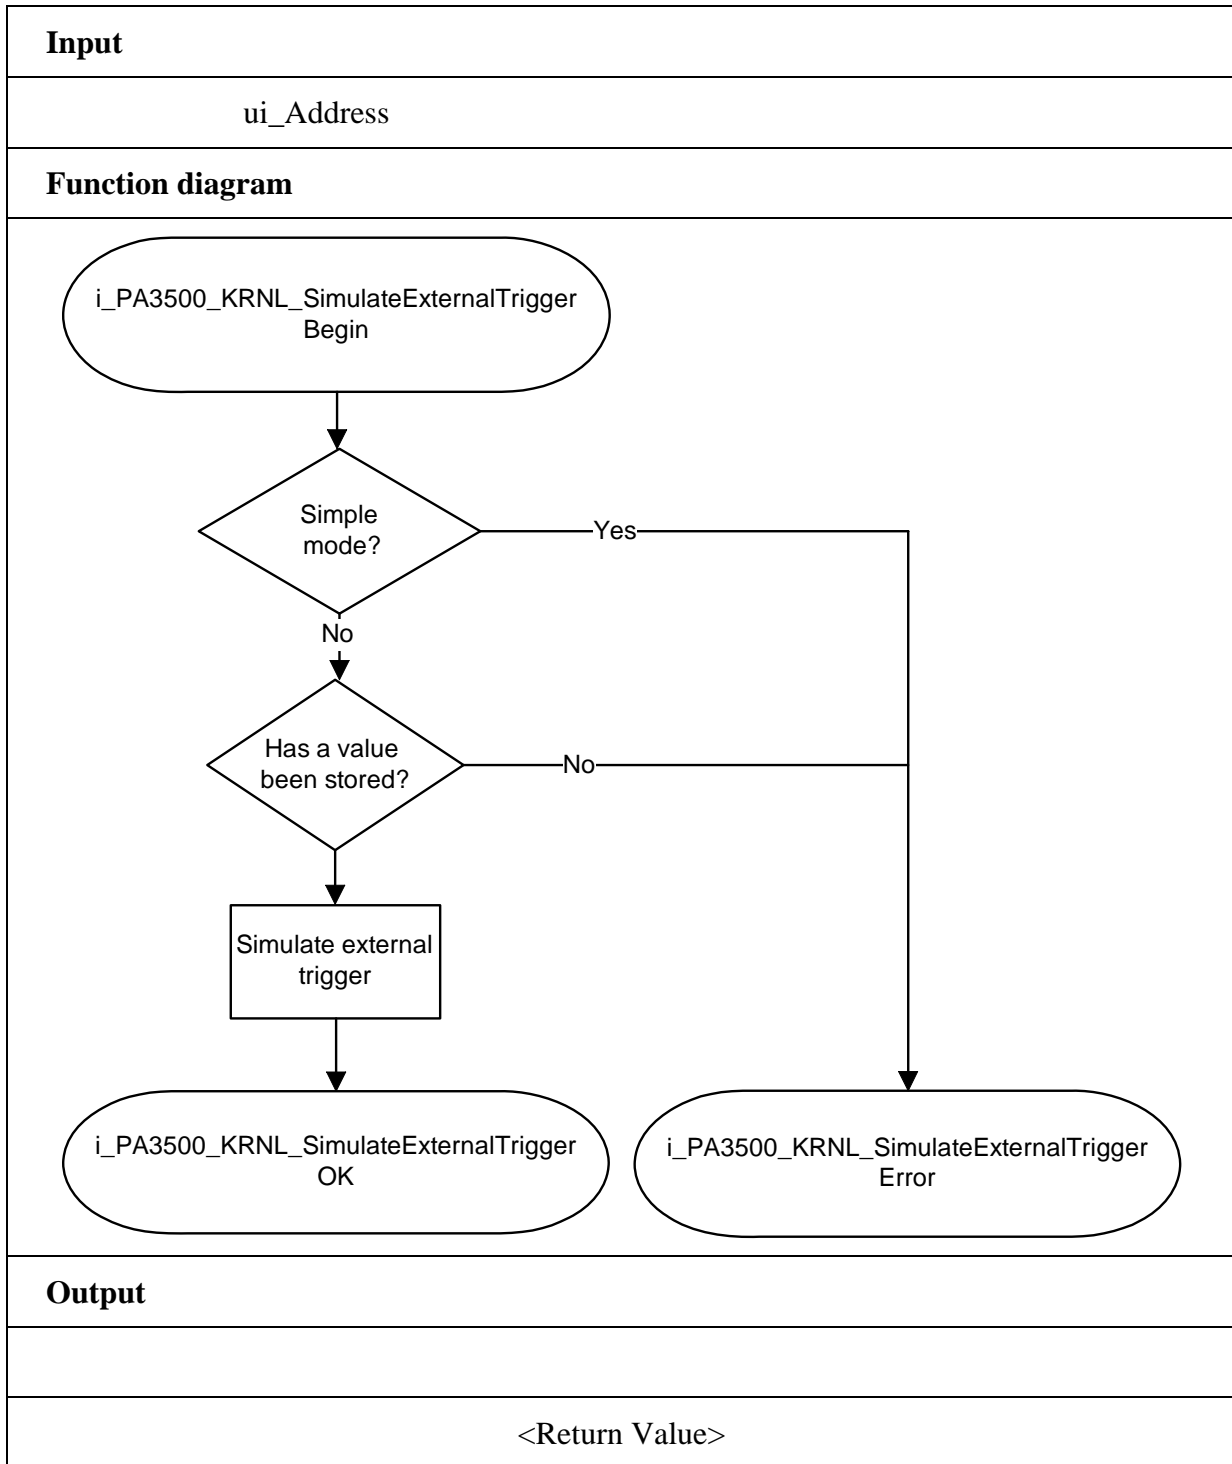 Input
ui_Address
Function diagram
i_PA3500_KRNL_SimulateExternalTrigger
Begin
Simple
mode?
Yes
No
Has a value
been stored?
No
Simulate external
trigger
i_PA3500_KRNL_SimulateExternalTrigger
OK
i_PA3500_KRNL_SimulateExternalTrigger
Error
Output
<Return Value>